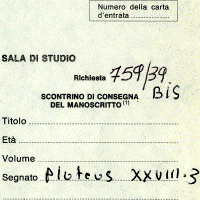 Numero della carta
d'entrata
SALA DI STUDIO
Richiesta 759/39
BiS
SCONTRINO DI CONSEGNA
DEL MANOSCRITTO (1)
Titolo
Età
Volume
Segnato Pluteus XXVIII.3